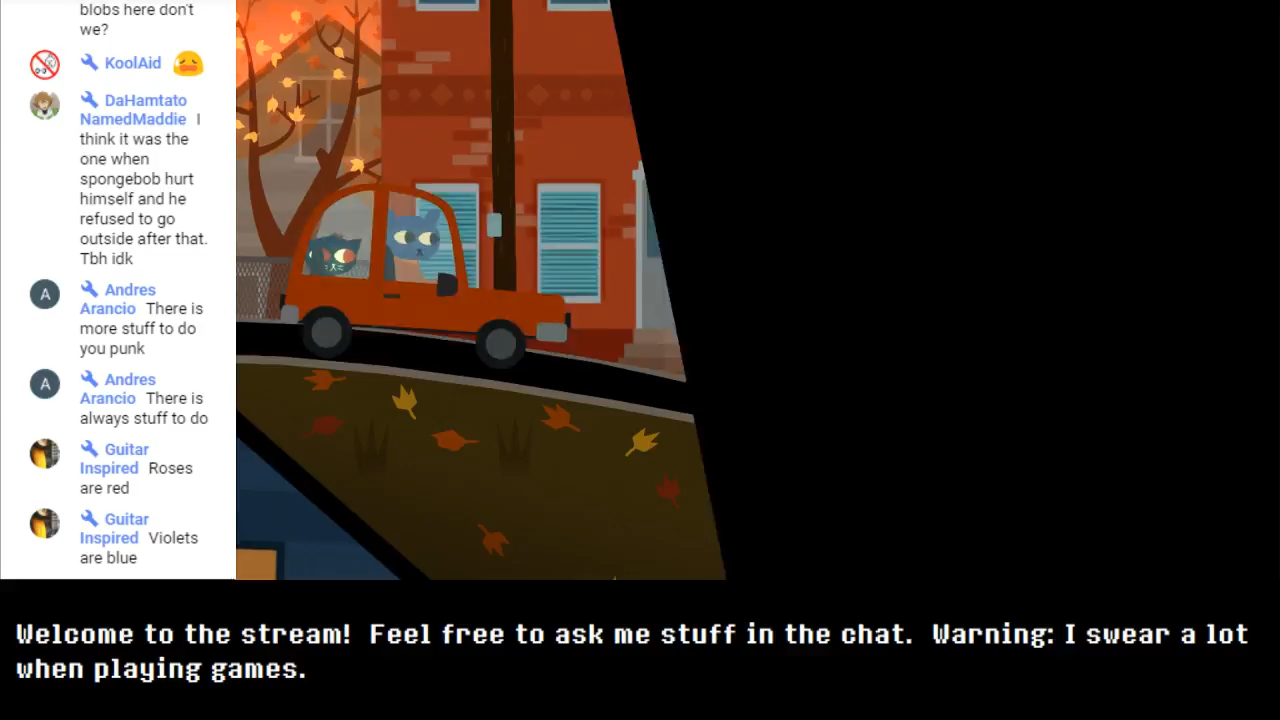 blobs here don't
we?
KoolAid
DaHamtato
NamedMaddie I
think it was the
one when
spongebob hurt
himself and he
refused to go
outside after that.
Tbh idk
A
Andres
Arancio There is
more stuff to do
you punk
A
Andres
Arancio There is
always stuff to do
Guitar
Inspired Roses
are red
Guitar
Inspired Violets
are blue
Welcome to the stream! Feel free to ask me stuff in the chat. Warning: I swear a lot
when playing games.